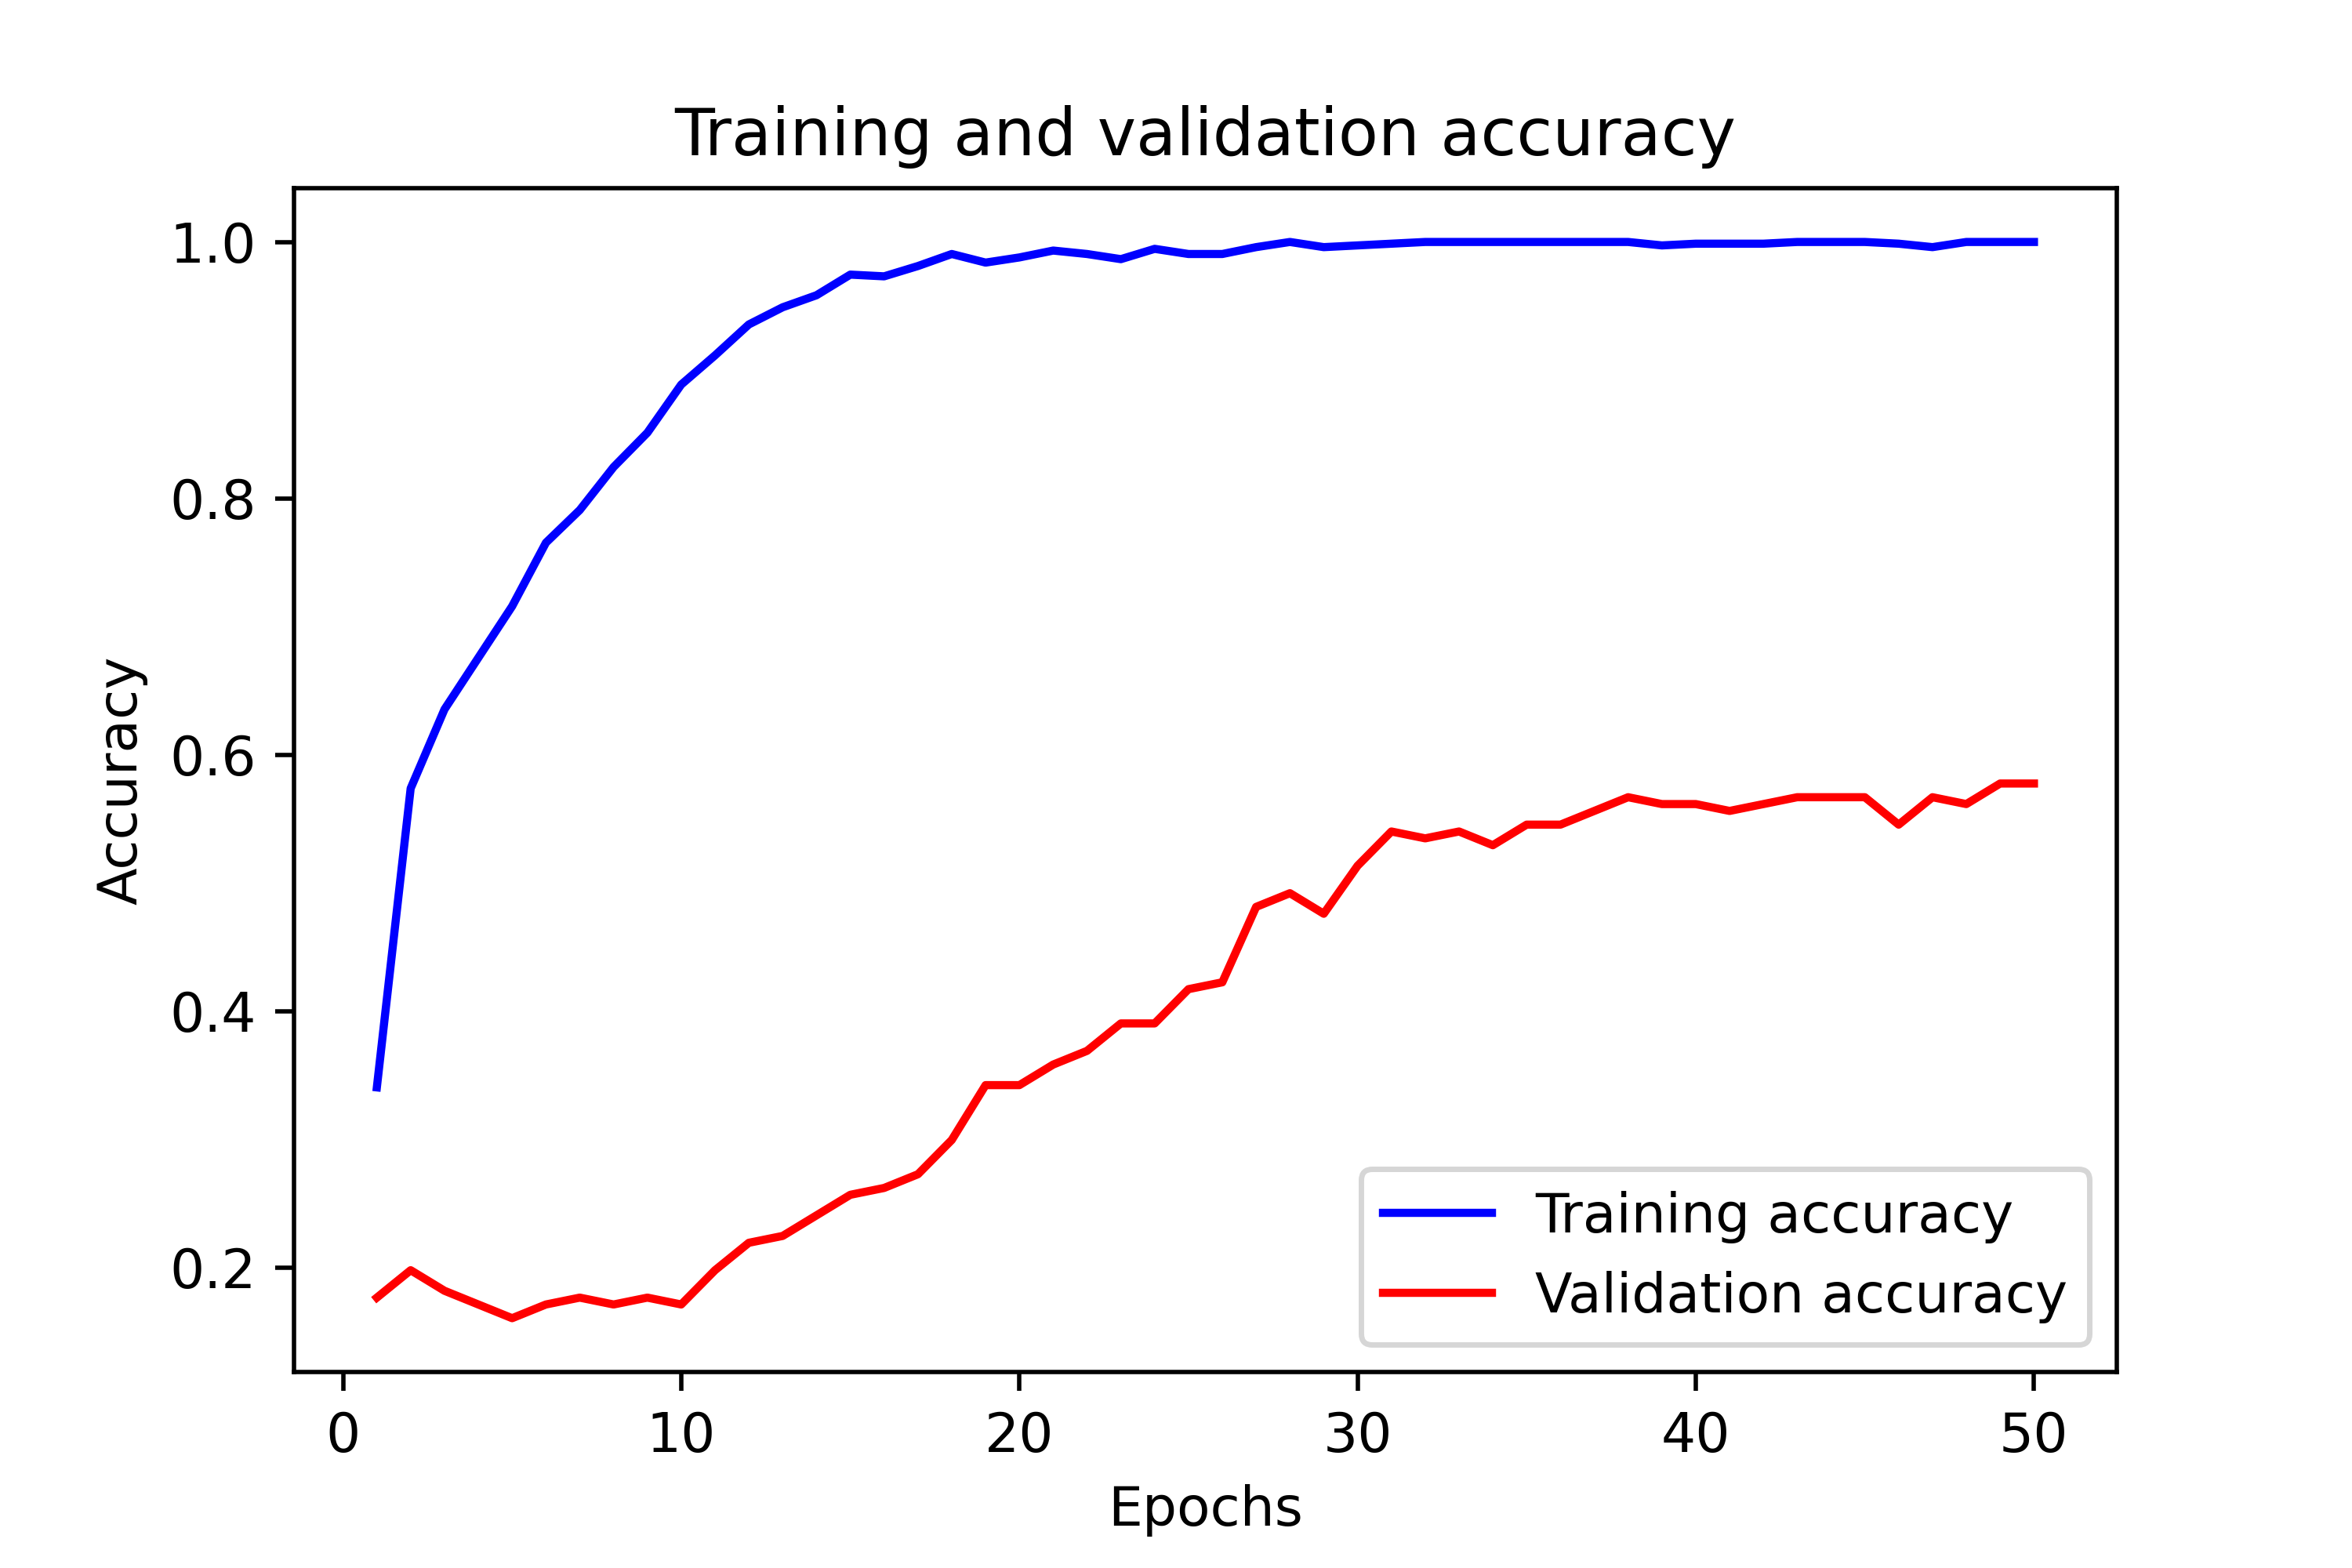 Training and validation accuracy
1.0
0.8
0.6
0.4
0.2
Accuracy
Training accuracy
Validation accuracy
0 10 20 30 40 50
Epochs